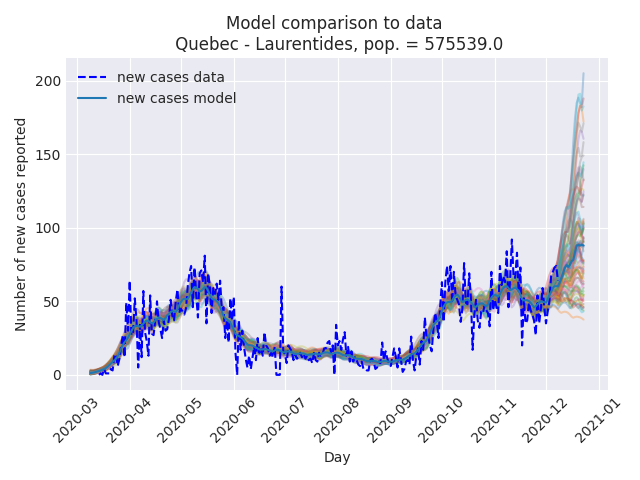 Model comparison to data
Quebec - Laurentides, pop. = 575539.0
new cases data
new cases model
Number of new cases reported
200
150
100
50
0
2020-03
2020-04
2020-05
2020-06
2020-07
2020-08
2020-09
2020-10
2020-11
2020-12
2021-01
Day